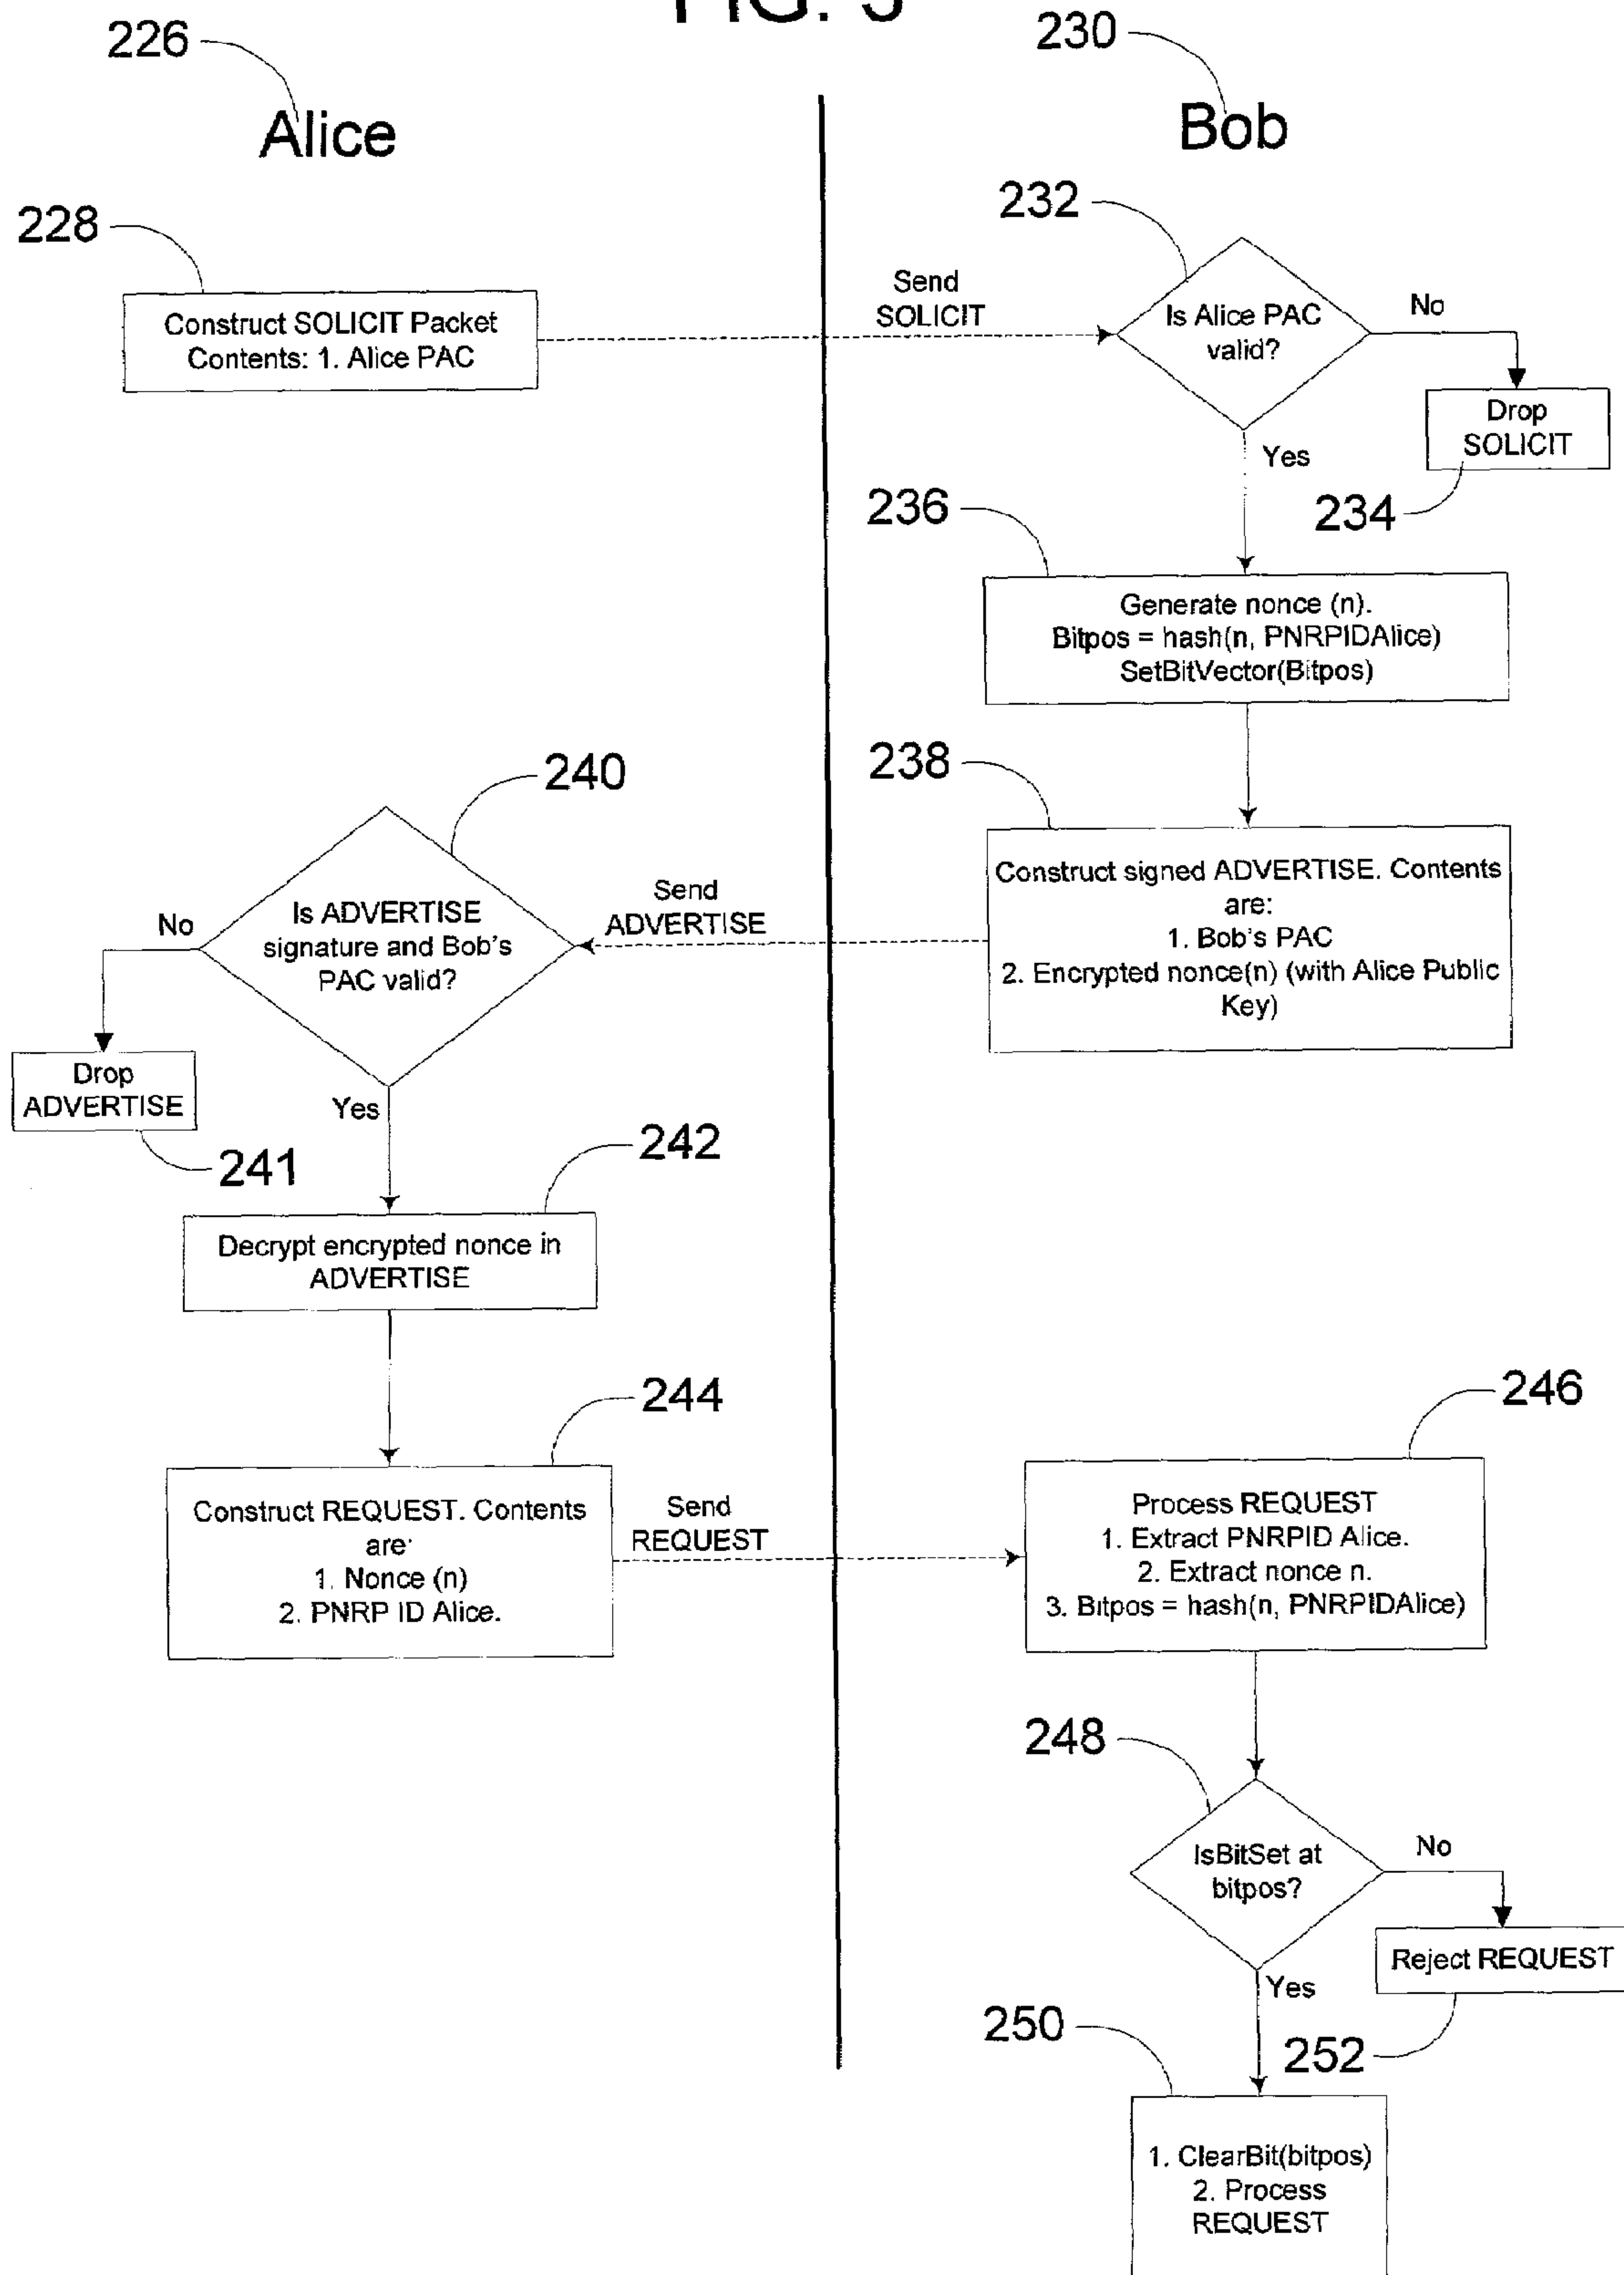 226
230
Alice
Bob
228
232
Construct SOLICIT Packet
Contents: 1. Alice PAC
Send
SOLICIT
Is Alice PAC
valid?
No
Drop
SOLICIT
Yes
234
236
Generate nonce (n).
Bitpos = hash(n, PNRPIDAlice)
SetBitVector(Bitpos)
238
240
Construct signed ADVERTISE. Contents
are:
1. Bob's PAC
2. Encrypted nonce(n) (with Alice Public
Key)
Send
ADVERTISE
Is ADVERTISE
signature and Bob's
PAC valid?
No
Drop
ADVERTISE
Yes
241
242
Decrypt encrypted nonce in
ADVERTISE
244
246
Construct REQUEST. Contents
are:
1. Nonce (n)
2. PNRP ID Alice.
Send
REQUEST
Process REQUEST
1. Extract PNRPID Alice.
2. Extract nonce n.
3. Bitpos = hash(n, PNRPIDAlice)
248
IsBitSet at
bitpos?
No
Reject REQUEST
Yes
250
252
1. ClearBit(bitpos)
2. Process
REQUEST